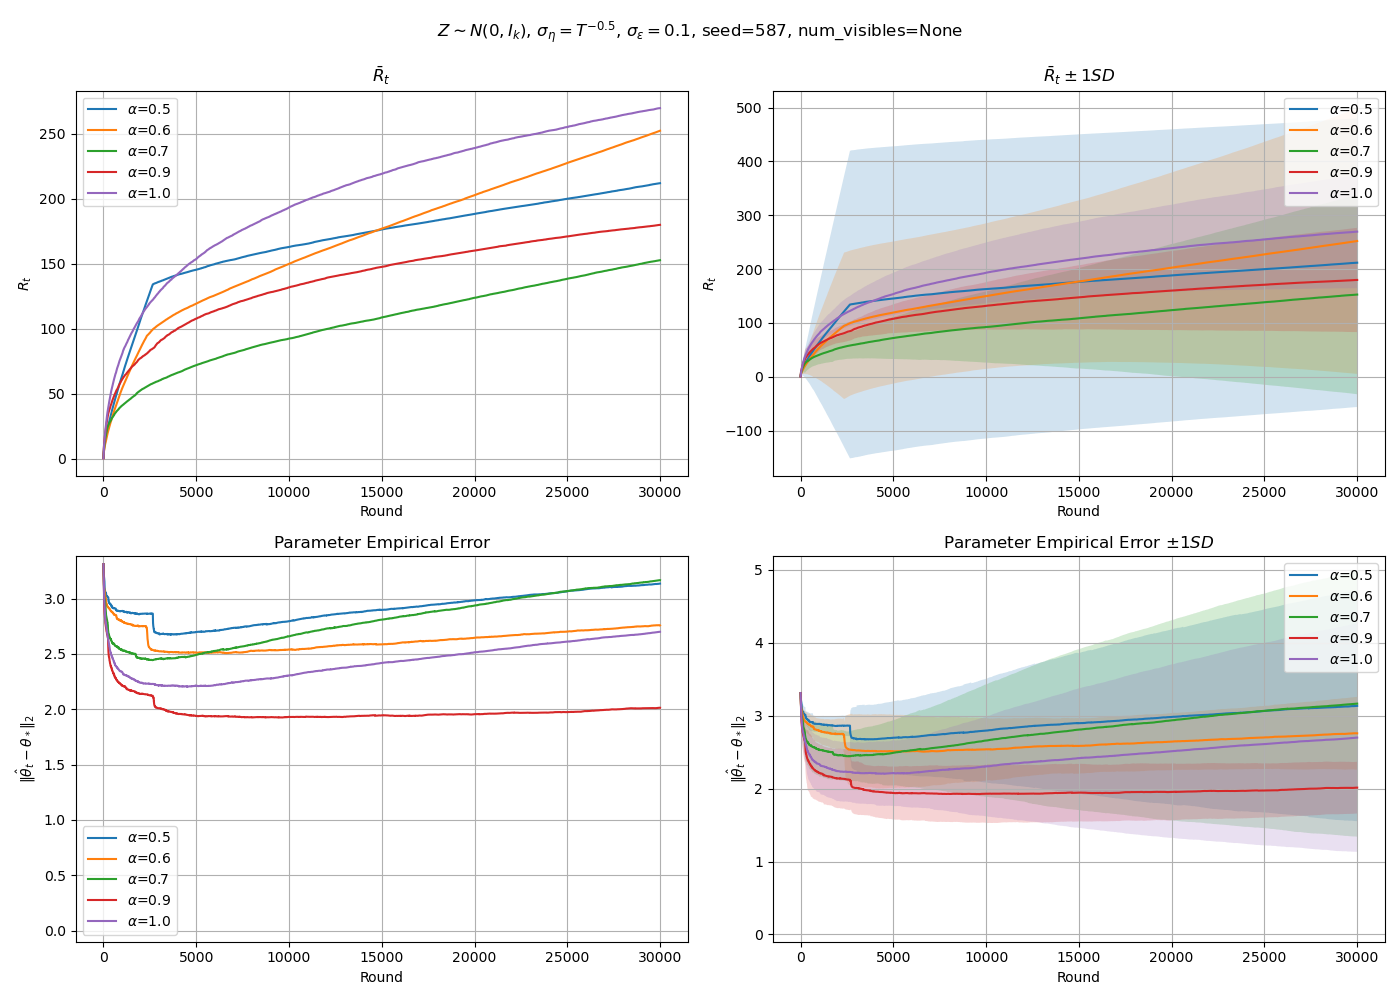 Z ~ N(0, I_k), σ_η = T^{−0.5}, σ_ε = 0.1, seed=587, num_visibles=None
R̄_t
α=0.5
α=0.6
α=0.7
α=0.9
α=1.0
250
200
150
100
50
0
R_t
0 5000 10000 15000 20000 25000 30000
Round
R̄_t ± 1SD
α=0.5
α=0.6
α=0.7
α=0.9
α=1.0
500
400
300
200
100
0
−100
R_t
0 5000 10000 15000 20000 25000 30000
Round
Parameter Empirical Error
3.0
2.5
2.0
1.5
1.0
0.5
0.0
‖θ̂_t − θ_*‖_2
α=0.5
α=0.6
α=0.7
α=0.9
α=1.0
0 5000 10000 15000 20000 25000 30000
Round
Parameter Empirical Error ±1SD
α=0.5
α=0.6
α=0.7
α=0.9
α=1.0
5
4
3
2
1
0
‖θ̂_t − θ_*‖_2
0 5000 10000 15000 20000 25000 30000
Round